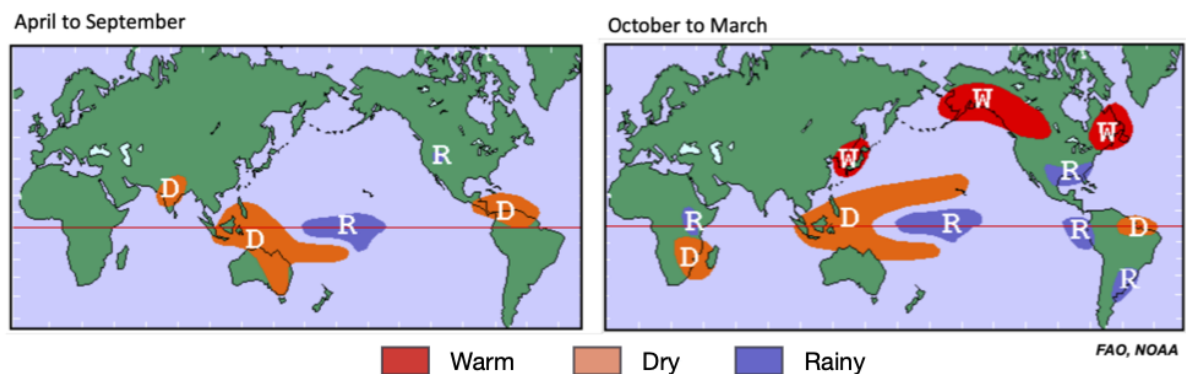 April to September
October to March
R
D
D
R
D
W
W
W
R
D
R
R
D
R
D
R
FAO, NOAA
Warm
Dry
Rainy